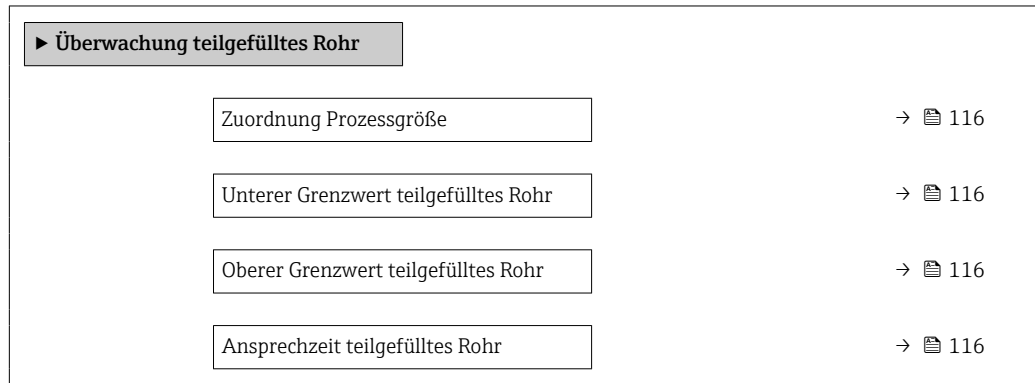 ▶ Überwachung teilgefülltes Rohr
Zuordnung Prozessgröße → 116
Unterer Grenzwert teilgefülltes Rohr → 116
Oberer Grenzwert teilgefülltes Rohr → 116
Ansprechzeit teilgefülltes Rohr → 116